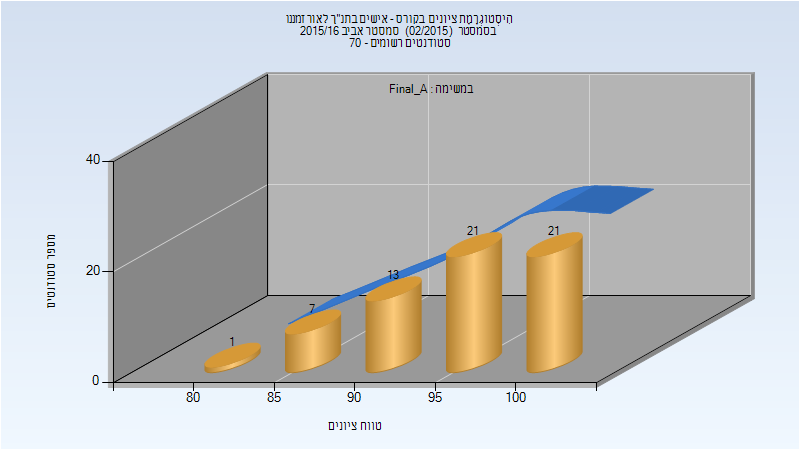 היסטוגרמת ציונים בקורס - אישים בתנ"ך לאור זמננו
בסמסטר (02/2015) סמסטר אביב 2015/16
סטודנטים רשומים - 70
במשימה : Final_A
מספר סטודנטים
40
20
0
1
7
13
21
21
80
85
90
95
100
טווח ציונים